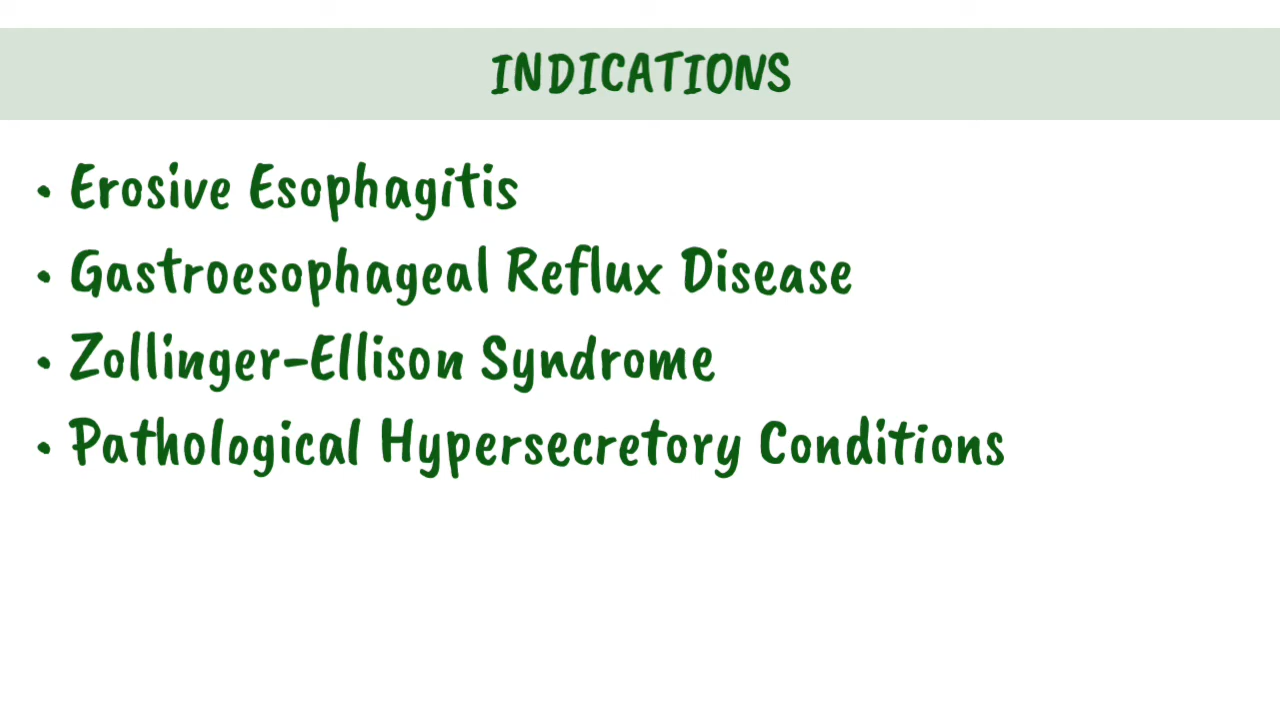 INDICATIONS
• Erosive Esophagitis
• Gastroesophageal Reflux Disease
• Zollinger-Ellison Syndrome
• Pathological Hypersecretory Conditions